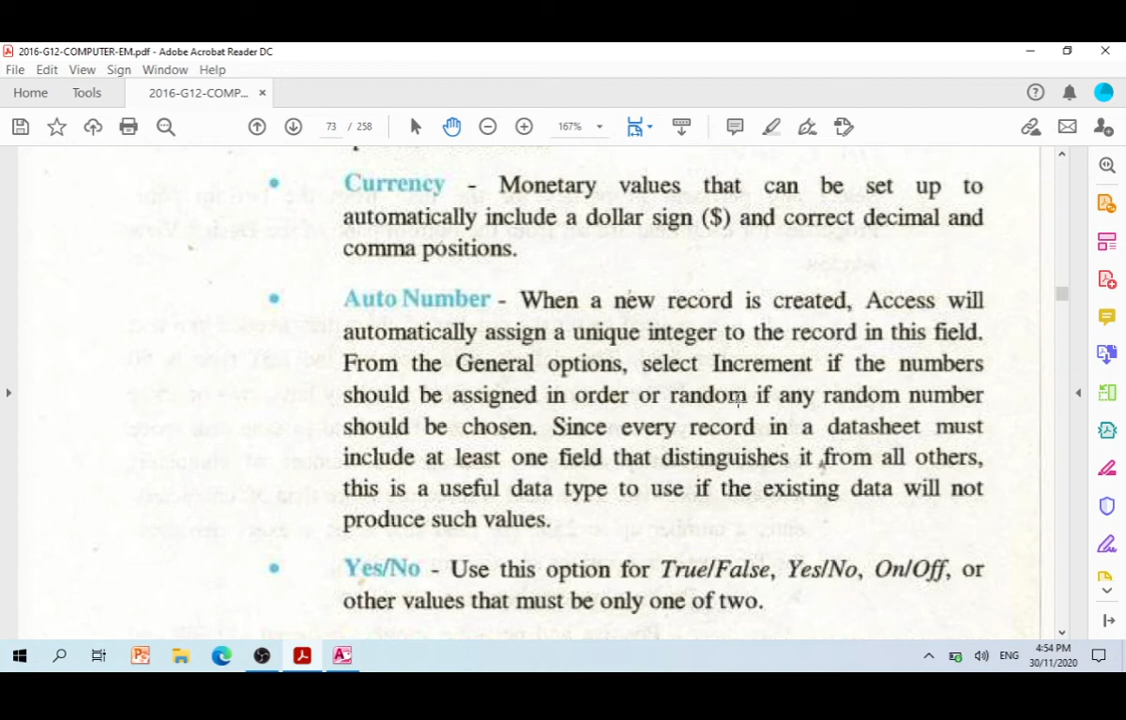 2016-G12-COMPUTER-EM.pdf - Adobe Acrobat Reader DC
File Edit View Sign Window Help
Home Tools 2016-G12-COMP... ×
73 / 258 167%
Currency - Monetary values that can be set up to
automatically include a dollar sign ($) and correct decimal and
comma positions.
Auto Number - When a new record is created, Access will
automatically assign a unique integer to the record in this field.
From the General options, select Increment if the numbers
should be assigned in order or random if any random number
should be chosen. Since every record in a datasheet must
include at least one field that distinguishes it from all others,
this is a useful data type to use if the existing data will not
produce such values.
Yes/No - Use this option for True/False, Yes/No, On/Off, or
other values that must be only one of two.
ENG
4:54 PM
30/11/2020